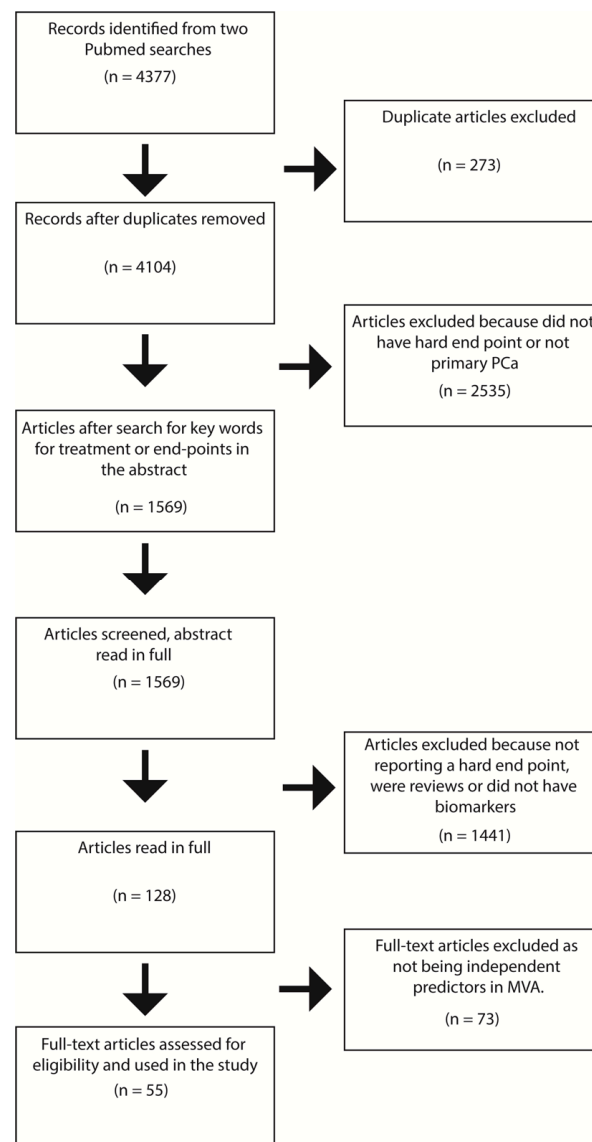 Records identified from two
Pubmed searches
(n = 4377)
Duplicate articles excluded
(n = 273)
Records after duplicates removed
(n = 4104)
Articles excluded because did not
have hard end point or not
primary PCa
(n = 2535)
Articles after search for key words
for treatment or end-points in
the abstract
(n = 1569)
Articles screened, abstract
read in full
(n = 1569)
Articles excluded because not
reporting a hard end point,
were reviews or did not have
biomarkers
(n = 1441)
Articles read in full
(n = 128)
Full-text articles excluded as
not being independent
predictors in MVA.
(n = 73)
Full-text articles assessed for
eligibility and used in the study
(n = 55)